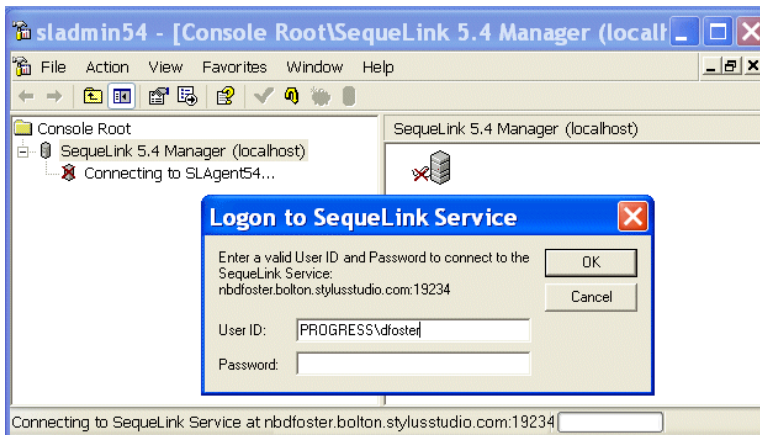 sladmin54 - [Console Root\SequeLink 5.4 Manager (localh
File Action View Favorites Window Help
Console Root
SequeLink 5.4 Manager (localhost)
Connecting to SLAgent54...
SequeLink 5.4 Manager (localhost)
Logon to SequeLink Service
Enter a valid User ID and Password to connect to the
SequeLink Service:
nbdfoster.bolton.stylusstudio.com:19234
OK
Cancel
User ID: PROGRESS\dfoster
Password:
Connecting to SequeLink Service at nbdfoster.bolton.stylusstudio.com:19234